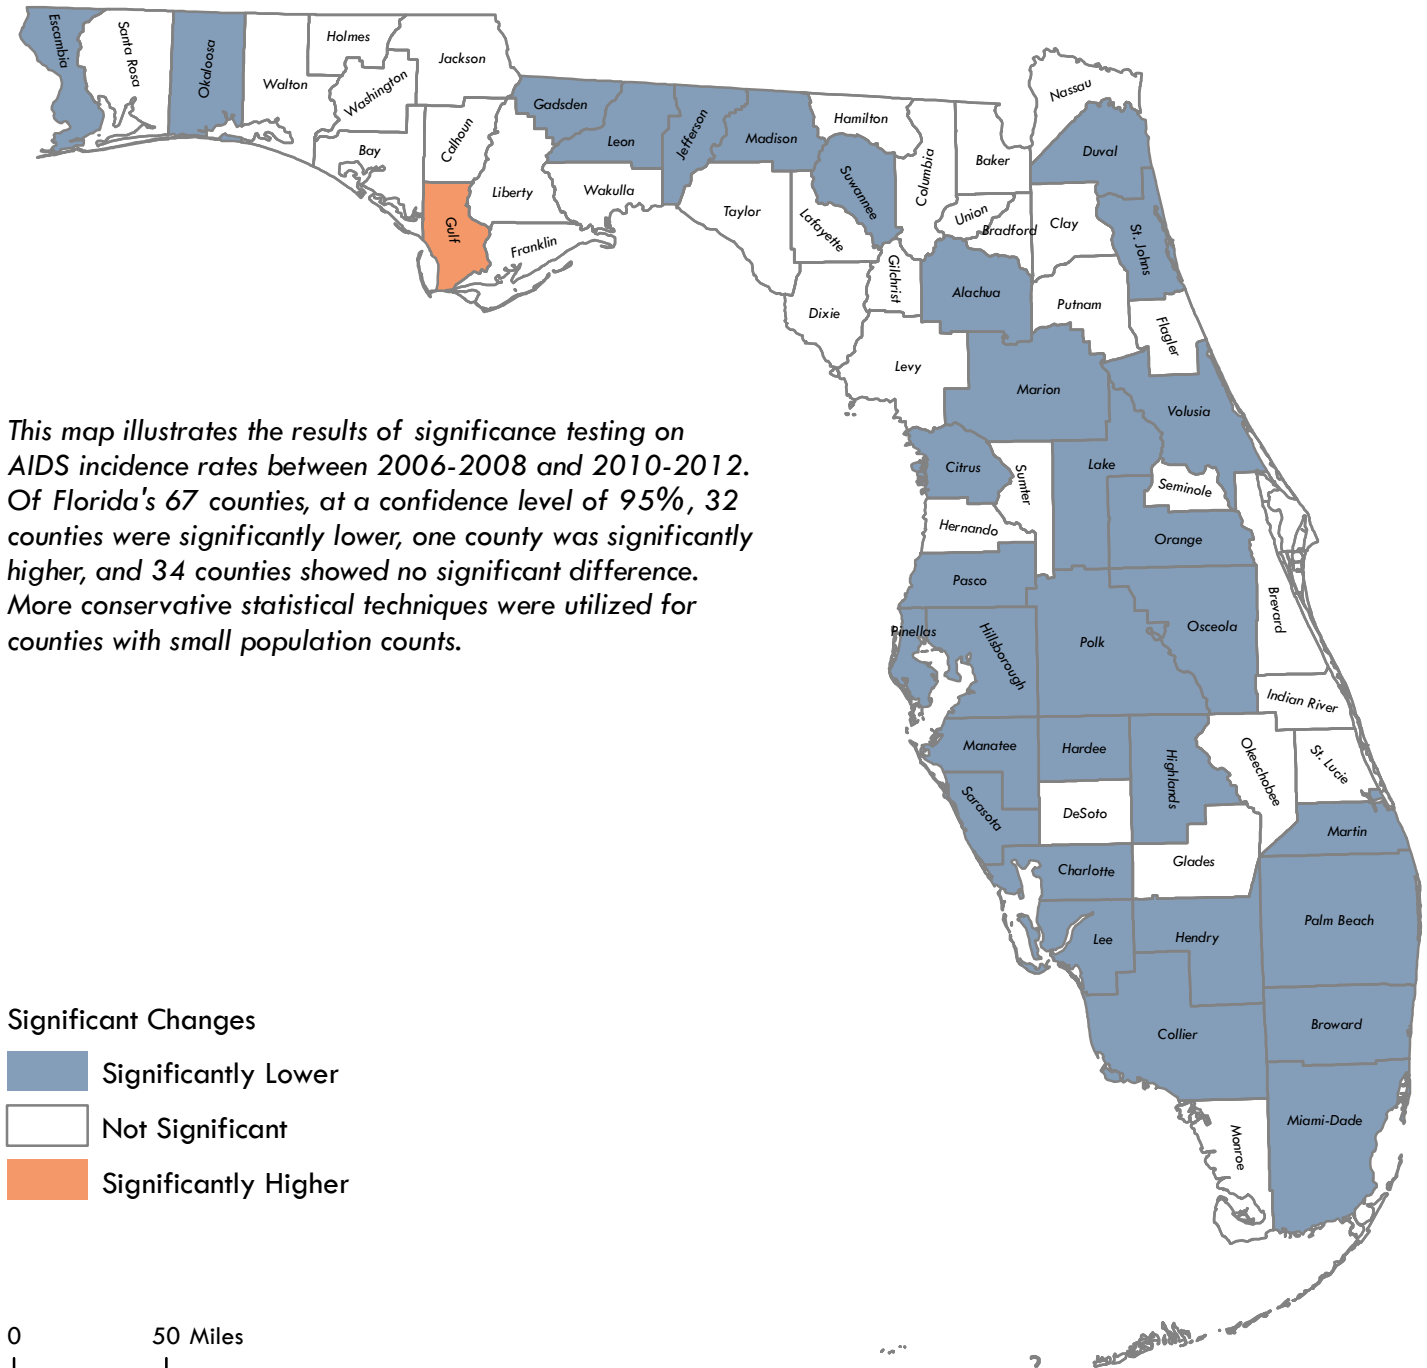 Escambia
Santa Rosa
Okaloosa
Walton
Holmes
Washington
Jackson
Bay
Calhoun
Gulf
Liberty
Gadsden
Leon
Wakulla
Franklin
Jefferson
Madison
Taylor
Hamilton
Suwannee
Lafayette
Dixie
Columbia
Gilchrist
Baker
Union
Bradford
Nassau
Duval
Clay
St. Johns
Alachua
Putnam
Flagler
Levy
Marion
Volusia
Citrus
Sumter
Lake
Seminole
Hernando
Orange
Pasco
Brevard
Pinellas
Hillsborough
Polk
Osceola
Indian River
Manatee
Hardee
Highlands
Okeechobee
St. Lucie
Sarasota
DeSoto
Martin
Charlotte
Glades
Lee
Hendry
Palm Beach
Collier
Broward
Monroe
Miami-Dade
This map illustrates the results of significance testing on
AIDS incidence rates between 2006-2008 and 2010-2012.
Of Florida's 67 counties, at a confidence level of 95%, 32
counties were significantly lower, one county was significantly
higher, and 34 counties showed no significant difference.
More conservative statistical techniques were utilized for
counties with small population counts.
Significant Changes
Significantly Lower
Not Significant
Significantly Higher
0 50 Miles